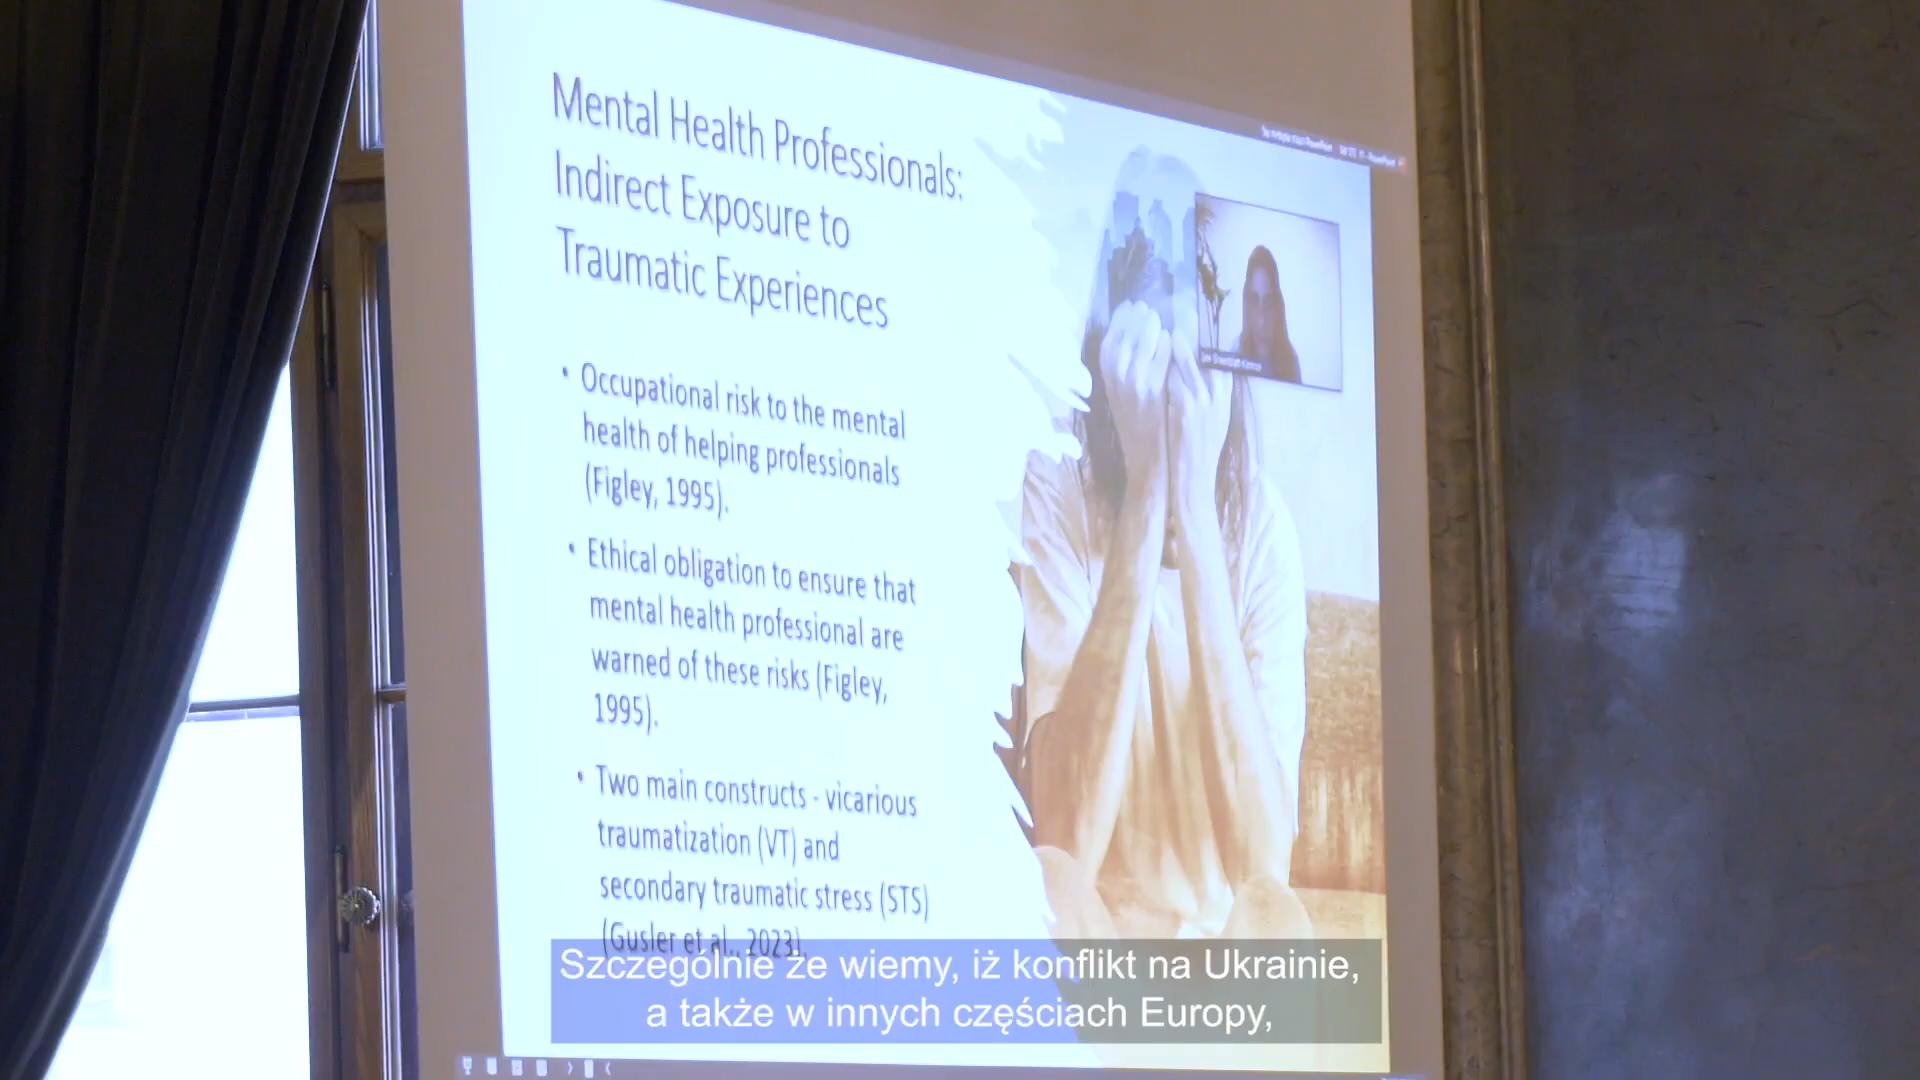 Mental Health Professionals:
Indirect Exposure to
Traumatic Experiences
• Occupational risk to the mental
health of helping professionals
(Figley, 1995).
• Ethical obligation to ensure that
mental health professional are
warned of these risks (Figley,
1995).
• Two main constructs - vicarious
traumatization (VT) and
secondary traumatic stress (STS)
(Gusler et al., 2023).
Szczególnie że wiemy, iż konflikt na Ukrainie,
a także w innych częściach Europy,